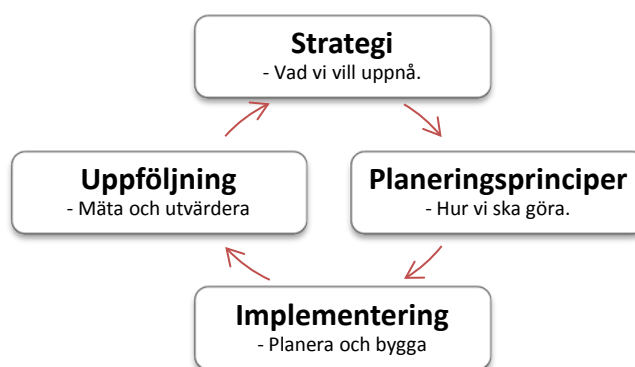 Strategi
- Vad vi vill uppnå.
Uppföljning
- Mäta och utvärdera
Planeringsprinciper
- Hur vi ska göra.
Implementering
- Planera och bygga